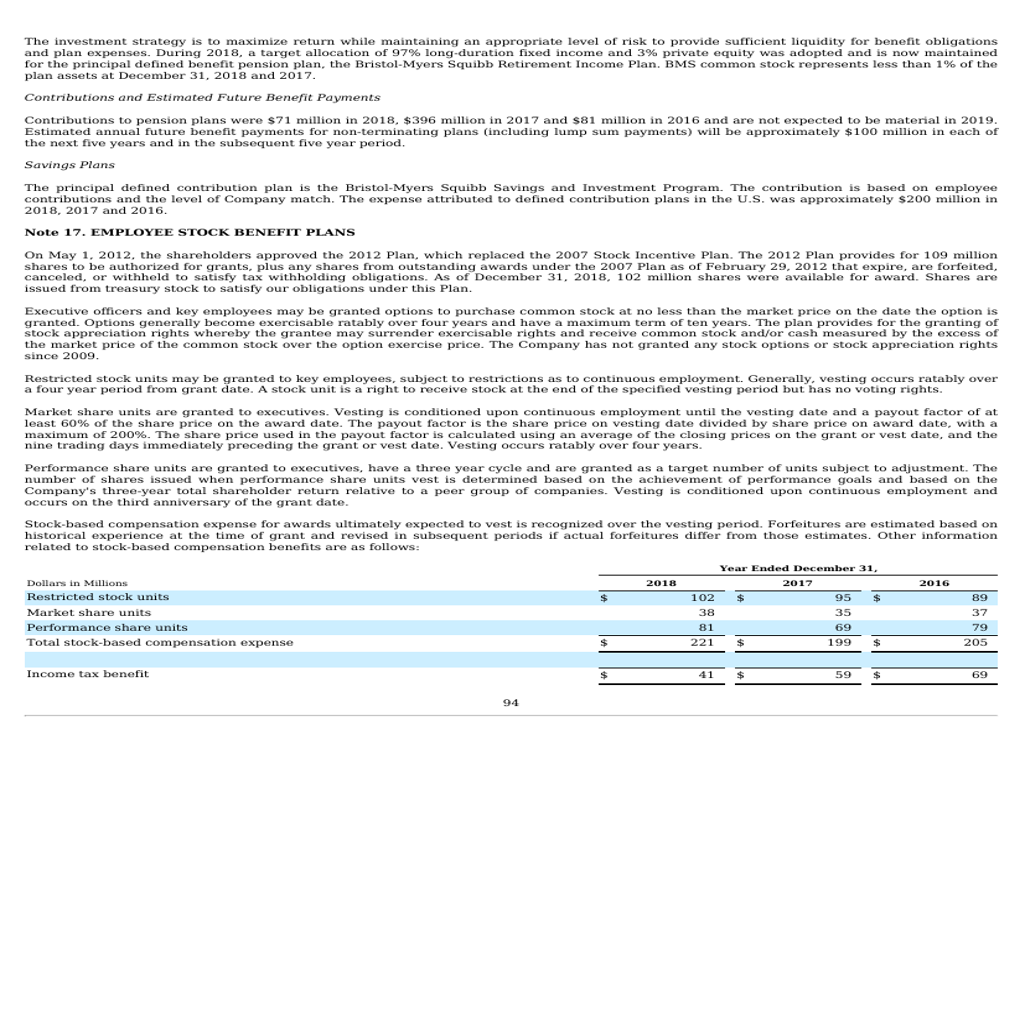 The investment strategy is to maximize return while maintaining an appropriate level of risk to provide sufficient liquidity for benefit obligations
and plan expenses. During 2018, a target allocation of 97% long-duration fixed income and 3% private equity was adopted and is now maintained
for the principal defined benefit pension plan, the Bristol-Myers Squibb Retirement Income Plan. BMS common stock represents less than 1% of the
plan assets at December 31, 2018 and 2017.
Contributions and Estimated Future Benefit Payments
Contributions to pension plans were $71 million in 2018, $396 million in 2017 and $81 million in 2016 and are not expected to be material in 2019.
Estimated annual future benefit payments for non-terminating plans (including lump sum payments) will be approximately $100 million in each of
the next five years and in the subsequent five year period.
Savings Plans
The principal defined contribution plan is the Bristol-Myers Squibb Savings and Investment Program. The contribution is based on employee
contributions and the level of Company match. The expense attributed to defined contribution plans in the U.S. was approximately $200 million in
2018, 2017 and 2016.
Note 17. EMPLOYEE STOCK BENEFIT PLANS
On May 1, 2012, the shareholders approved the 2012 Plan, which replaced the 2007 Stock Incentive Plan. The 2012 Plan provides for 109 million
shares to be authorized for grants, plus any shares from outstanding awards under the 2007 Plan as of February 29, 2012 that expire, are forfeited,
canceled, or withheld to satisfy tax withholding obligations. As of December 31, 2018, 102 million shares were available for award. Shares are
issued from treasury stock to satisfy our obligations under this Plan.
Executive officers and key employees may be granted options to purchase common stock at no less than the market price on the date the option is
granted. Options generally become exercisable ratably over four years and have a maximum term of ten years. The plan provides for the granting of
stock appreciation rights whereby the grantee may surrender exercisable rights and receive common stock and/or cash measured by the excess of
the market price of the common stock over the option exercise price. The Company has not granted any stock options or stock appreciation rights
since 2009.
Restricted stock units may be granted to key employees, subject to restrictions as to continuous employment. Generally, vesting occurs ratably over
a four year period from grant date. A stock unit is a right to receive stock at the end of the specified vesting period but has no voting rights.
Market share units are granted to executives. Vesting is conditioned upon continuous employment until the vesting date and a payout factor of at
least 60% of the share price on the award date. The payout factor is the share price on vesting date divided by share price on award date, with a
maximum of 200%. The share price used in the payout factor is calculated using an average of the closing prices on the grant or vest date, and the
nine trading days immediately preceding the grant or vest date. Vesting occurs ratably over four years.
Performance share units are granted to executives, have a three year cycle and are granted as a target number of units subject to adjustment. The
number of shares issued when performance share units vest is determined based on the achievement of performance goals and based on the
Company's three-year total shareholder return relative to a peer group of companies. Vesting is conditioned upon continuous employment and
occurs on the third anniversary of the grant date.
Stock-based compensation expense for awards ultimately expected to vest is recognized over the vesting period. Forfeitures are estimated based on
historical experience at the time of grant and revised in subsequent periods if actual forfeitures differ from those estimates. Other information
related to stock-based compensation benefits are as follows:
Year Ended December 31,
Dollars in Millions 2018 2017 2016
Restricted stock units $ 102 $ 95 $ 89
Market share units 38 35 37
Performance share units 81 69 79
Total stock-based compensation expense $ 221 $ 199 $ 205
Income tax benefit $ 41 $ 59 $ 69
94